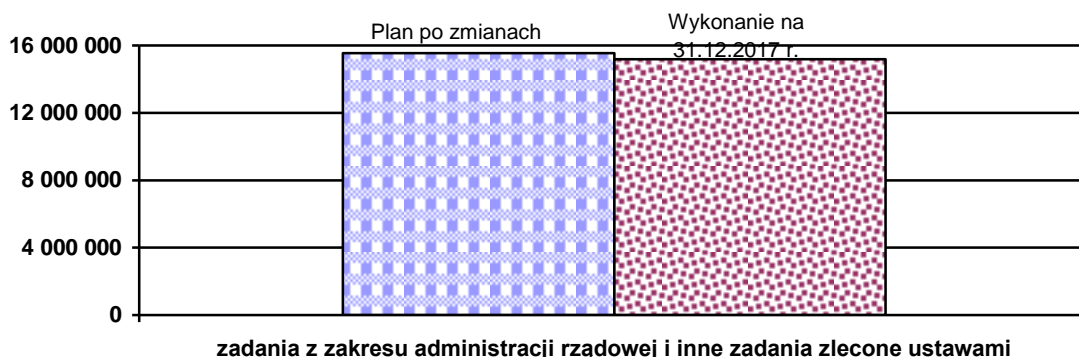 Plan po zmianach
Wykonanie na
31.12.2017 r.
16 000 000
12 000 000
8 000 000
4 000 000
0
zadania z zakresu administracji rządowej i inne zadania zlecone ustawami